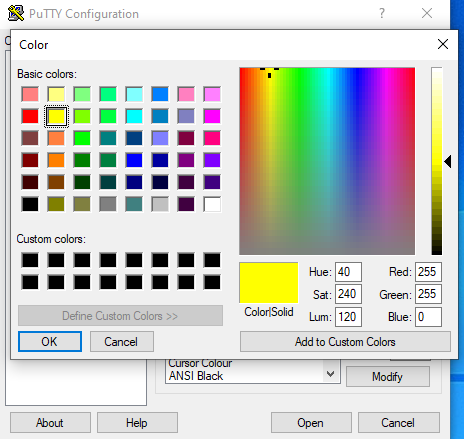 PuTTY Configuration
?
Color
Basic colors:
Custom colors:
Define Custom Colors >>
OK
Cancel
Color|Solid
Hue: 40
Sat: 240
Lum: 120
Red: 255
Green: 255
Blue: 0
Add to Custom Colors
Cursor Colour
ANSI Black
Modify
About
Help
Open
Cancel